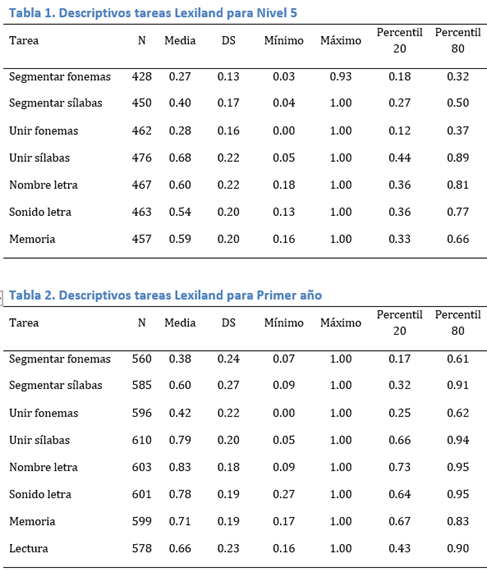 Tabla 1. Descriptivos tareas Lexiland para Nivel 5
Tarea N Media DS Mínimo Máximo Percentil 20 Percentil 80
Segmentar fonemas 428 0.27 0.13 0.03 0.93 0.18 0.32
Segmentar sílabas 450 0.40 0.17 0.04 1.00 0.27 0.50
Unir fonemas 462 0.28 0.16 0.00 1.00 0.12 0.37
Unir sílabas 476 0.68 0.22 0.05 1.00 0.44 0.89
Nombre letra 467 0.60 0.22 0.18 1.00 0.36 0.81
Sonido letra 463 0.54 0.20 0.13 1.00 0.36 0.77
Memoria 457 0.59 0.20 0.16 1.00 0.33 0.66
Tabla 2. Descriptivos tareas Lexiland para Primer año
Tarea N Media DS Mínimo Máximo Percentil 20 Percentil 80
Segmentar fonemas 560 0.38 0.24 0.07 1.00 0.17 0.61
Segmentar sílabas 585 0.60 0.27 0.09 1.00 0.32 0.91
Unir fonemas 596 0.42 0.22 0.00 1.00 0.25 0.62
Unir sílabas 610 0.79 0.20 0.05 1.00 0.66 0.94
Nombre letra 603 0.83 0.18 0.09 1.00 0.73 0.95
Sonido letra 601 0.78 0.19 0.27 1.00 0.64 0.95
Memoria 599 0.71 0.19 0.17 1.00 0.67 0.83
Lectura 578 0.66 0.23 0.16 1.00 0.43 0.90